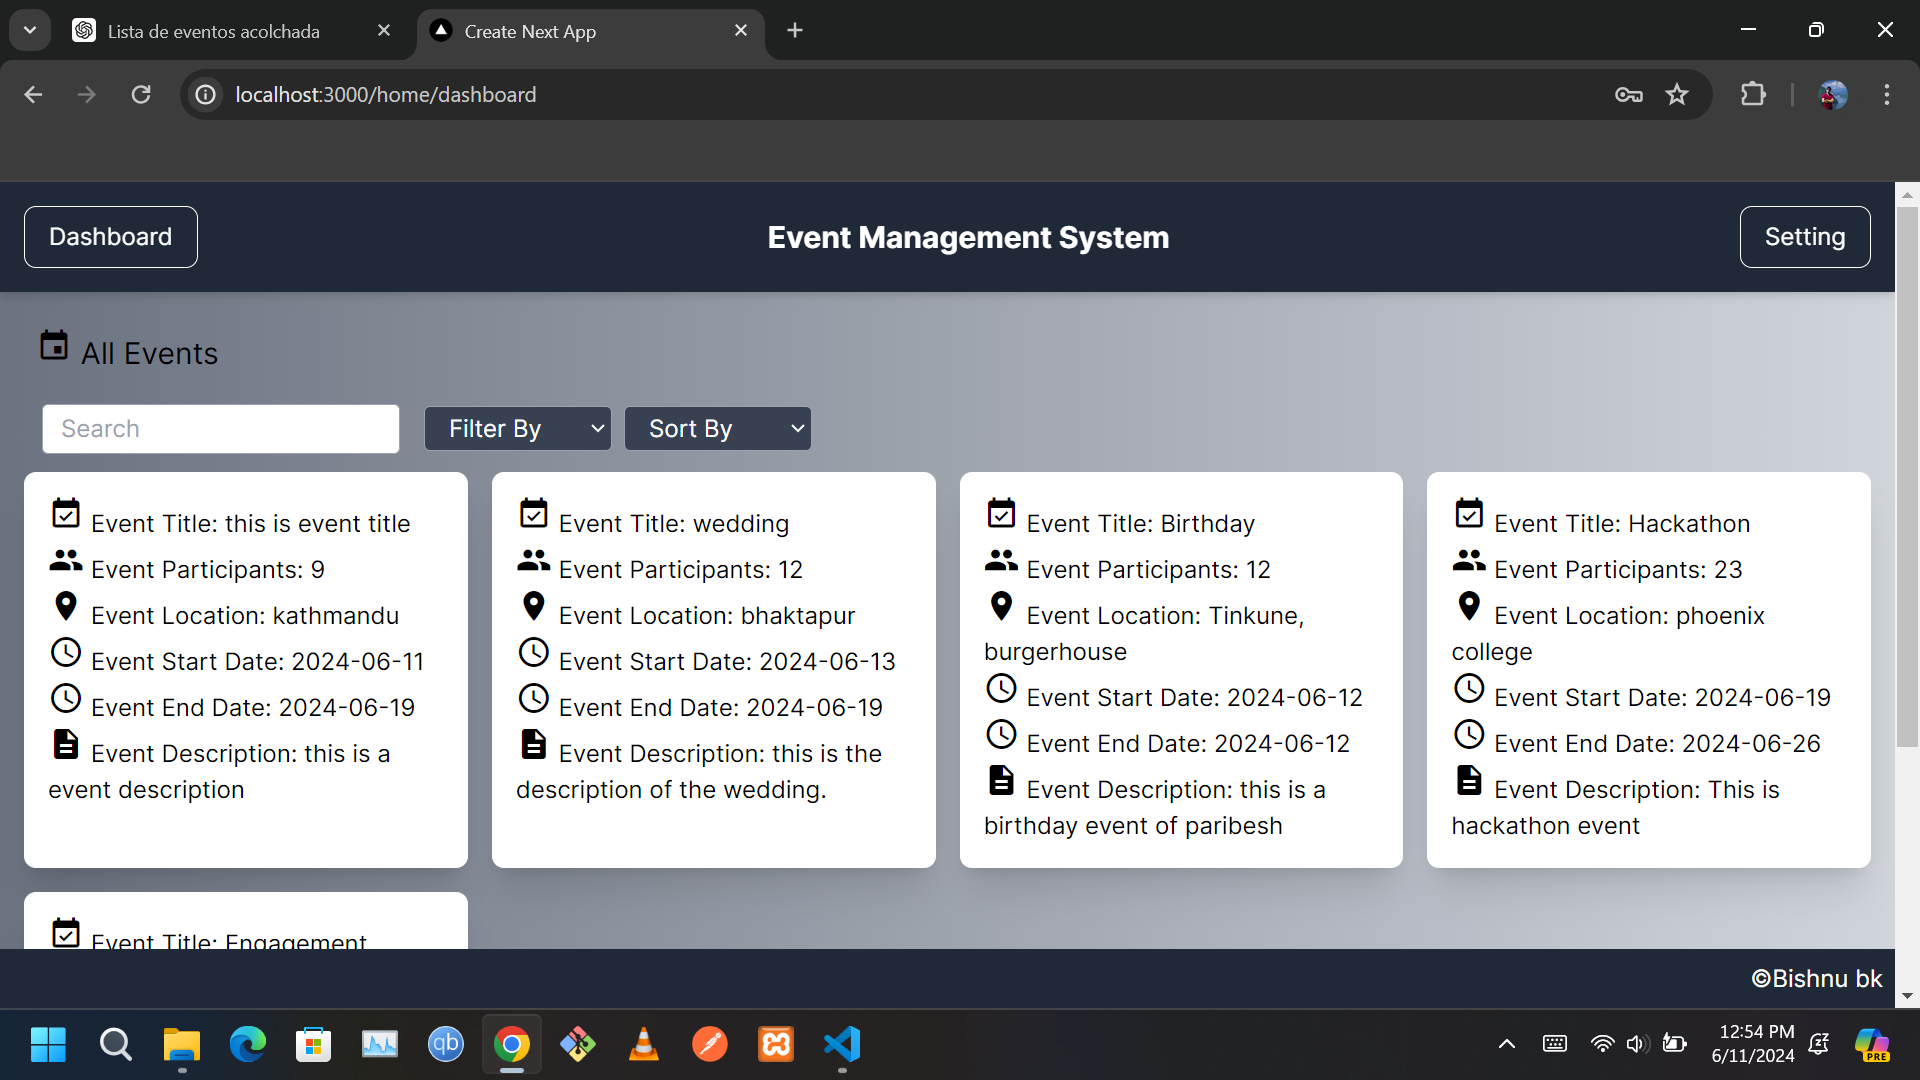 Lista de eventos acolchada
Create Next App
localhost:3000/home/dashboard
Dashboard
Event Management System
Setting
All Events
Search
Filter By
Sort By
Event Title: this is event title
Event Participants: 9
Event Location: kathmandu
Event Start Date: 2024-06-11
Event End Date: 2024-06-19
Event Description: this is a
event description
Event Title: wedding
Event Participants: 12
Event Location: bhaktapur
Event Start Date: 2024-06-13
Event End Date: 2024-06-19
Event Description: this is the
description of the wedding.
Event Title: Birthday
Event Participants: 12
Event Location: Tinkune,
burgerhouse
Event Start Date: 2024-06-12
Event End Date: 2024-06-12
Event Description: this is a
birthday event of paribesh
Event Title: Hackathon
Event Participants: 23
Event Location: phoenix
college
Event Start Date: 2024-06-19
Event End Date: 2024-06-26
Event Description: This is
hackathon event
Event Title: Engagement
©Bishnu bk
qb
12:54 PM
6/11/2024
PRE